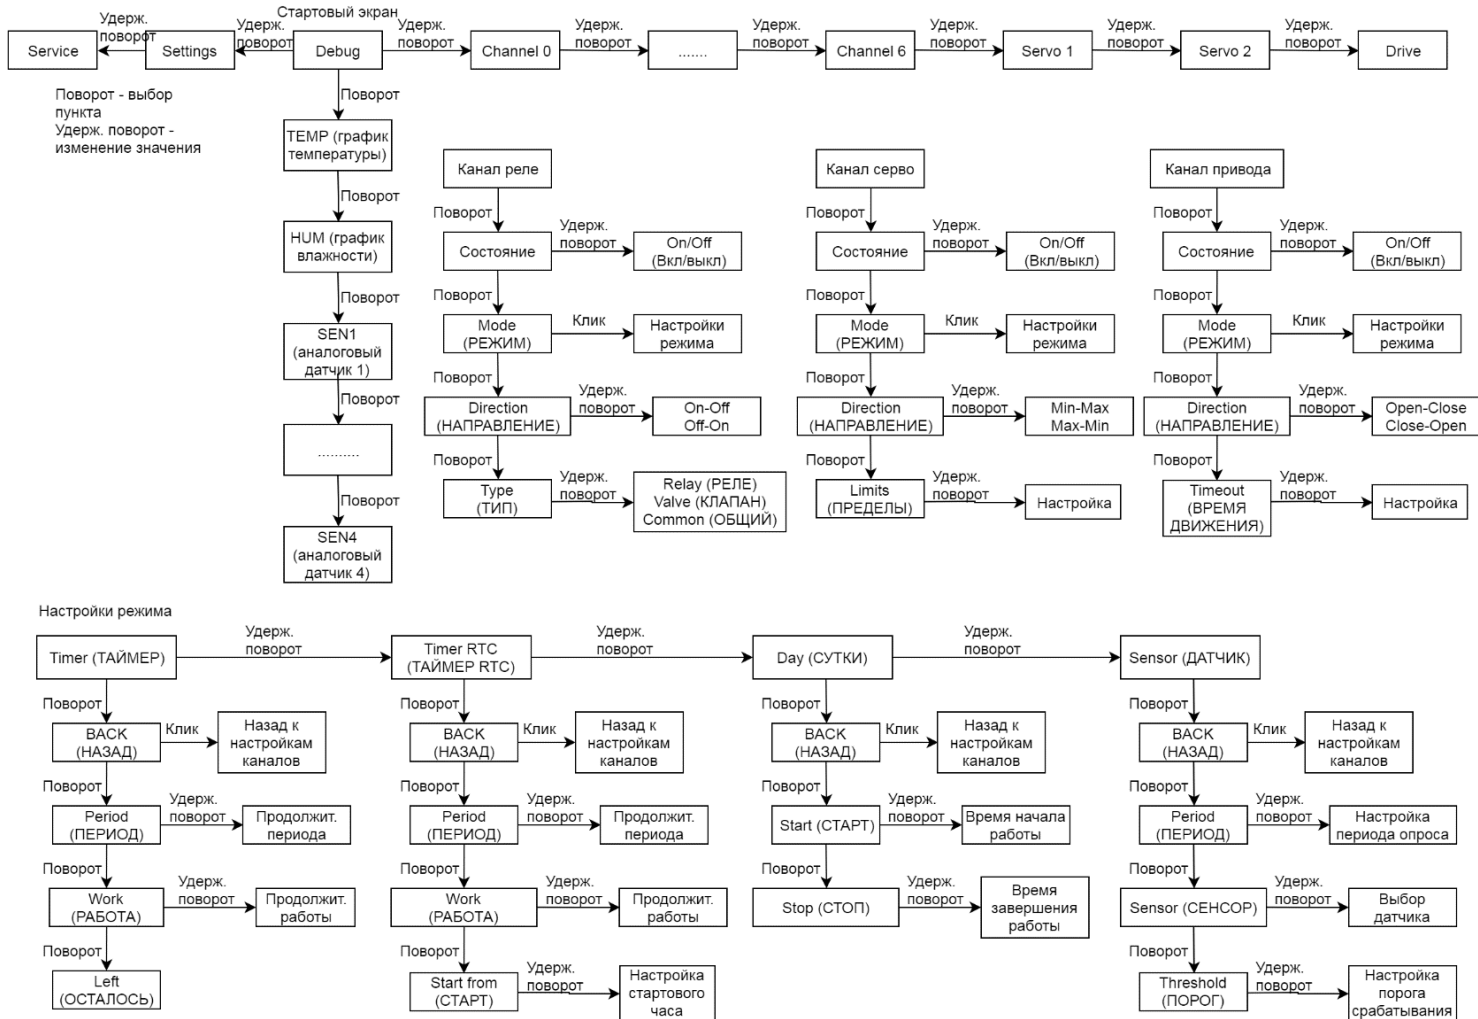 Стартовый экран
Удерж.
поворот
Удерж.
поворот
Удерж.
поворот
Удерж.
поворот
Удерж.
поворот
Удерж.
поворот
Удерж.
поворот
Удерж.
поворот
Service
Settings
Debug
Channel 0
.......
Channel 6
Servo 1
Servo 2
Drive
Поворот - выбор
пункта
Удерж. поворот -
изменение значения
Поворот
TEMP (график
температуры)
Поворот
HUM (график
влажности)
Поворот
SEN1
(аналоговый
датчик 1)
Поворот
..........
Поворот
SEN4
(аналоговый
датчик 4)
Канал реле
Поворот
Состояние
Удерж.
поворот
On/Off
(Вкл/выкл)
Поворот
Mode
(РЕЖИМ)
Клик
Настройки
режима
Поворот
Direction
(НАПРАВЛЕНИЕ)
Удерж.
поворот
On-Off
Off-On
Поворот
Type
(ТИП)
Удерж.
поворот
Relay (РЕЛЕ)
Valve (КЛАПАН)
Common (ОБЩИЙ)
Канал серво
Поворот
Состояние
Удерж.
поворот
On/Off
(Вкл/выкл)
Поворот
Mode
(РЕЖИМ)
Клик
Настройки
режима
Поворот
Direction
(НАПРАВЛЕНИЕ)
Удерж.
поворот
Min-Max
Max-Min
Поворот
Limits
(ПРЕДЕЛЫ)
Удерж.
поворот
Настройка
Канал привода
Поворот
Состояние
Удерж.
поворот
On/Off
(Вкл/выкл)
Поворот
Mode
(РЕЖИМ)
Клик
Настройки
режима
Поворот
Direction
(НАПРАВЛЕНИЕ)
Удерж.
поворот
Open-Close
Close-Open
Поворот
Timeout
(ВРЕМЯ
ДВИЖЕНИЯ)
Удерж.
поворот
Настройка
Настройки режима
Timer (ТАЙМЕР)
Удерж.
поворот
Timer RTC
(ТАЙМЕР RTC)
Удерж.
поворот
Day (СУТКИ)
Удерж.
поворот
Sensor (ДАТЧИК)
Поворот
BACK
(НАЗАД)
Клик
Назад к
настройкам
каналов
Поворот
Period
(ПЕРИОД)
Удерж.
поворот
Продолжит.
периода
Поворот
Work
(РАБОТА)
Удерж.
поворот
Продолжит.
работы
Поворот
Left
(ОСТАЛОСЬ)
Поворот
BACK
(НАЗАД)
Клик
Назад к
настройкам
каналов
Поворот
Period
(ПЕРИОД)
Удерж.
поворот
Продолжит.
периода
Поворот
Work
(РАБОТА)
Удерж.
поворот
Продолжит.
работы
Поворот
Start from
(СТАРТ)
Удерж.
поворот
Настройка
стартового
часа
Поворот
BACK
(НАЗАД)
Клик
Назад к
настройкам
каналов
Поворот
Start (СТАРТ)
Удерж.
поворот
Время начала
работы
Поворот
Stop (СТОП)
Удерж.
поворот
Время
завершения
работы
Поворот
BACK
(НАЗАД)
Клик
Назад к
настройкам
каналов
Поворот
Period
(ПЕРИОД)
Удерж.
поворот
Настройка
периода опроса
Поворот
Sensor (СЕНСОР)
Удерж.
поворот
Выбор
датчика
Поворот
Threshold
(ПОРОГ)
Удерж.
поворот
Настройка
порога
срабатывания